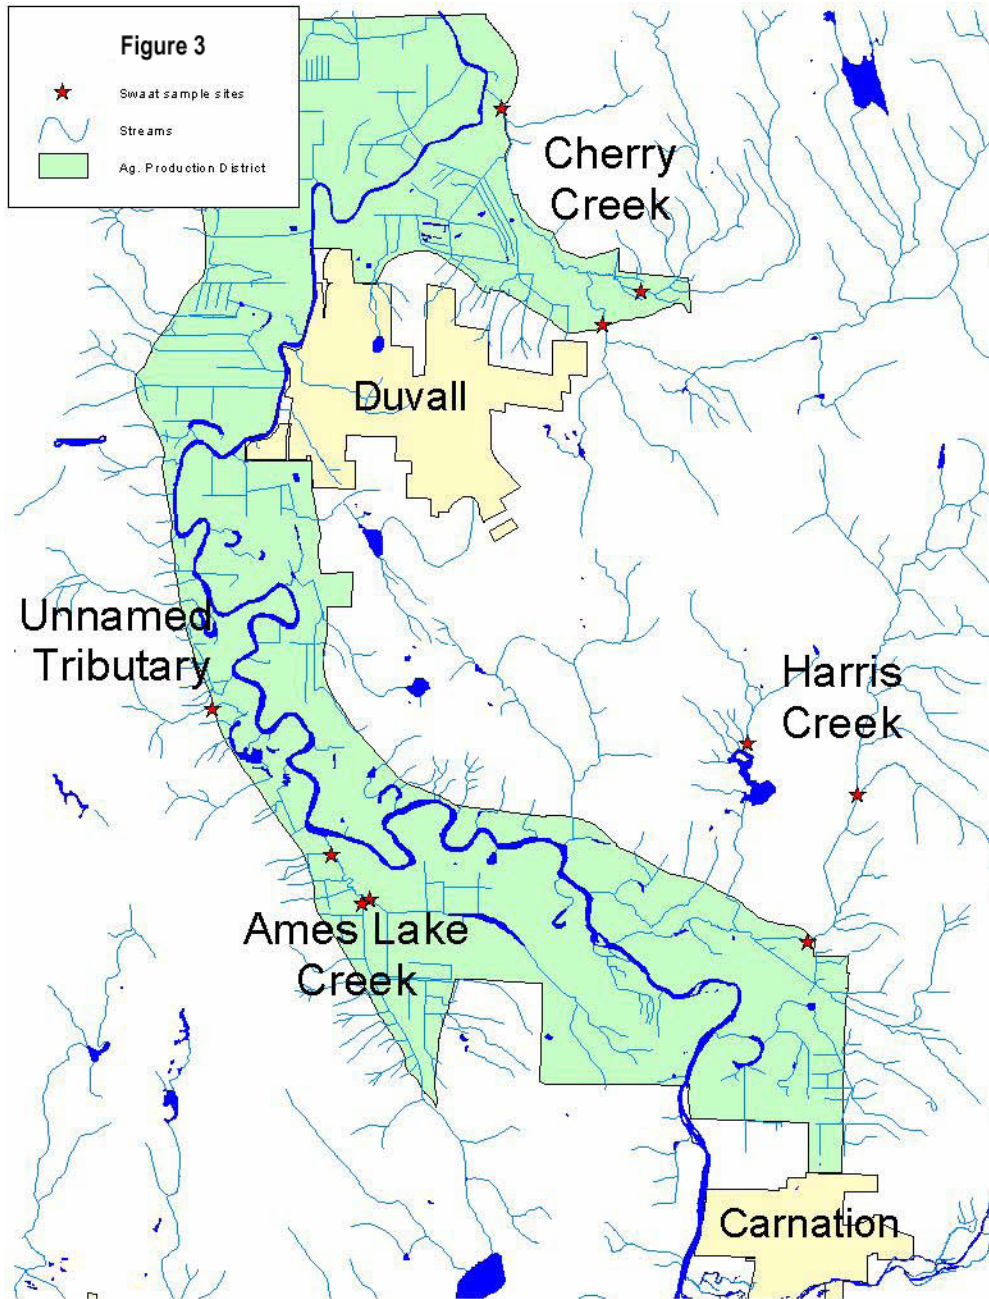 Figure 3
Swaat sample sites
Streams
Ag. Production District
Cherry
Creek
Duvall
Unnamed
Tributary
Harris
Creek
Ames Lake
Creek
Carnation